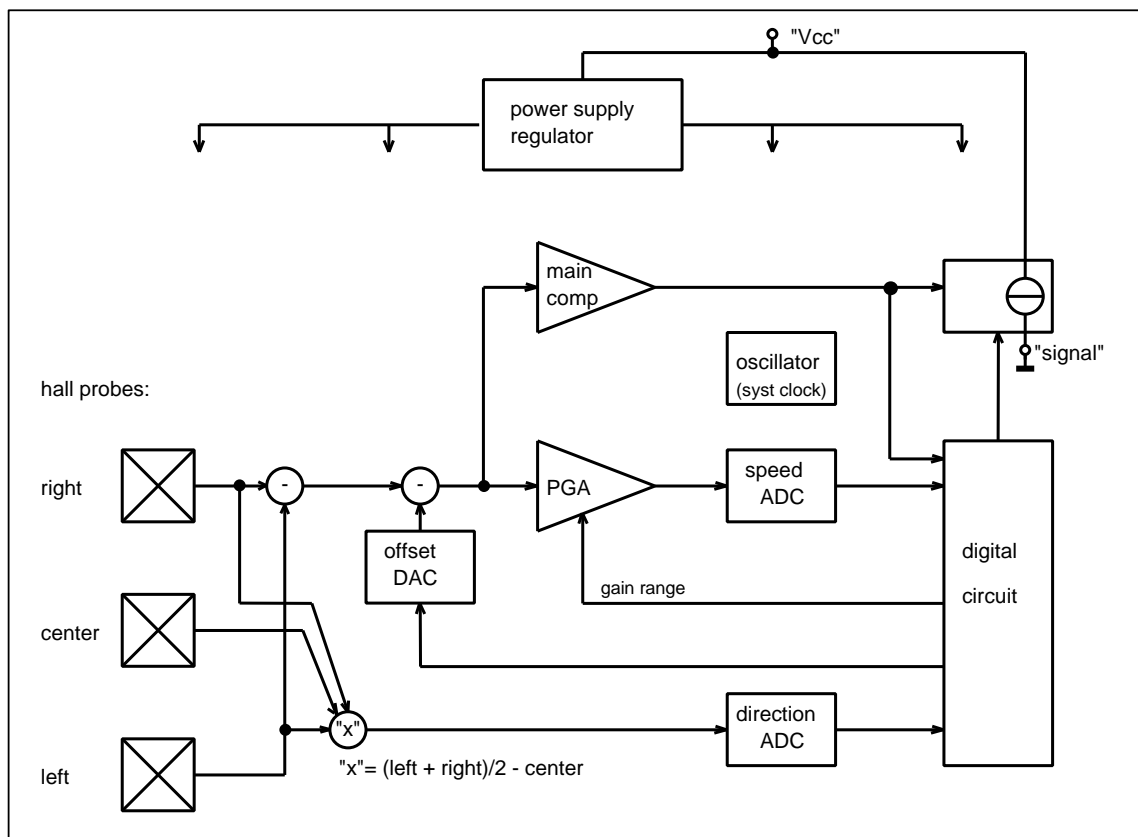 "Vcc"
power supply
regulator
main
comp
oscillator
(syst clock)
"signal"
hall probes:
right
-
-
PGA
speed
ADC
offset
DAC
digital
circuit
gain range
center
"x"
direction
ADC
"x"= (left + right)/2 - center
left